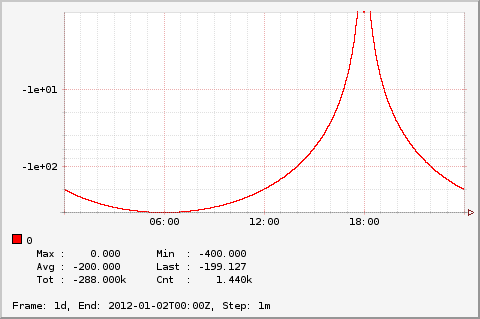 -1e+01
-1e+02
06:00 12:00 18:00
0
Max : 0.000 Min : -400.000
Avg : -200.000 Last : -199.127
Tot : -288.000k Cnt : 1.440k
Frame: 1d, End: 2012-01-02T00:00Z, Step: 1m